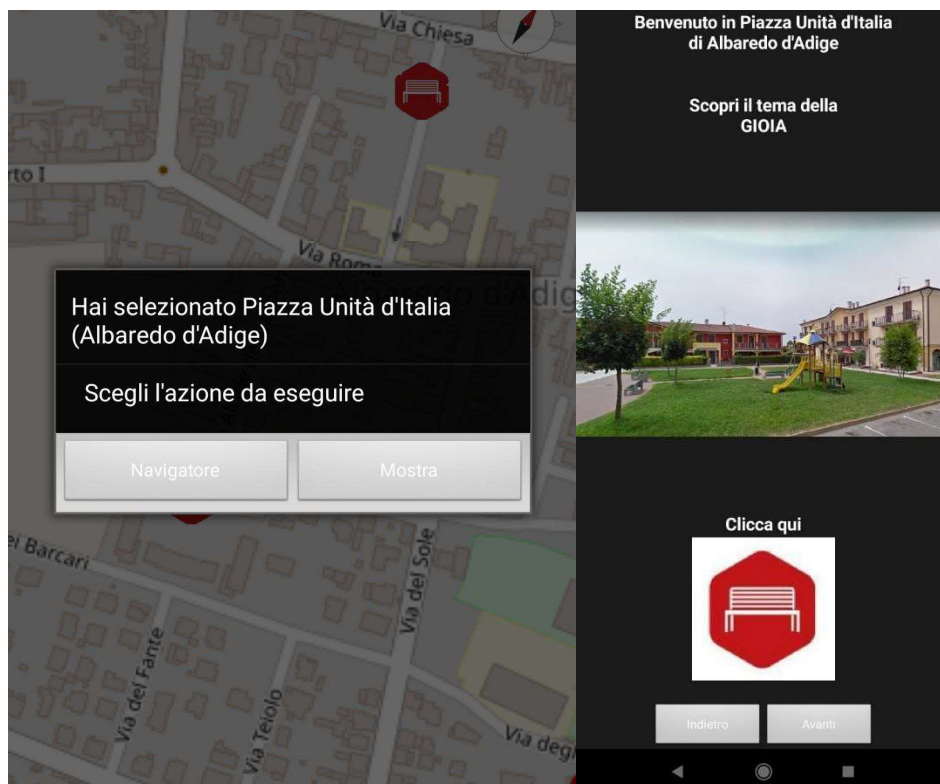 Via Chiesa
rto I
Via Roma
d'Adig
Hai selezionato Piazza Unità d'Italia
(Albaredo d'Adige)
Scegli l'azione da eseguire
Navigatore
Mostra
ei Barcari
Via del Sole
Via del Fante
Via Teiolo
Via degl
Benvenuto in Piazza Unità d'Italia
di Albaredo d'Adige
Scopri il tema della
GIOIA
Clicca qui
Indietro
Avanti